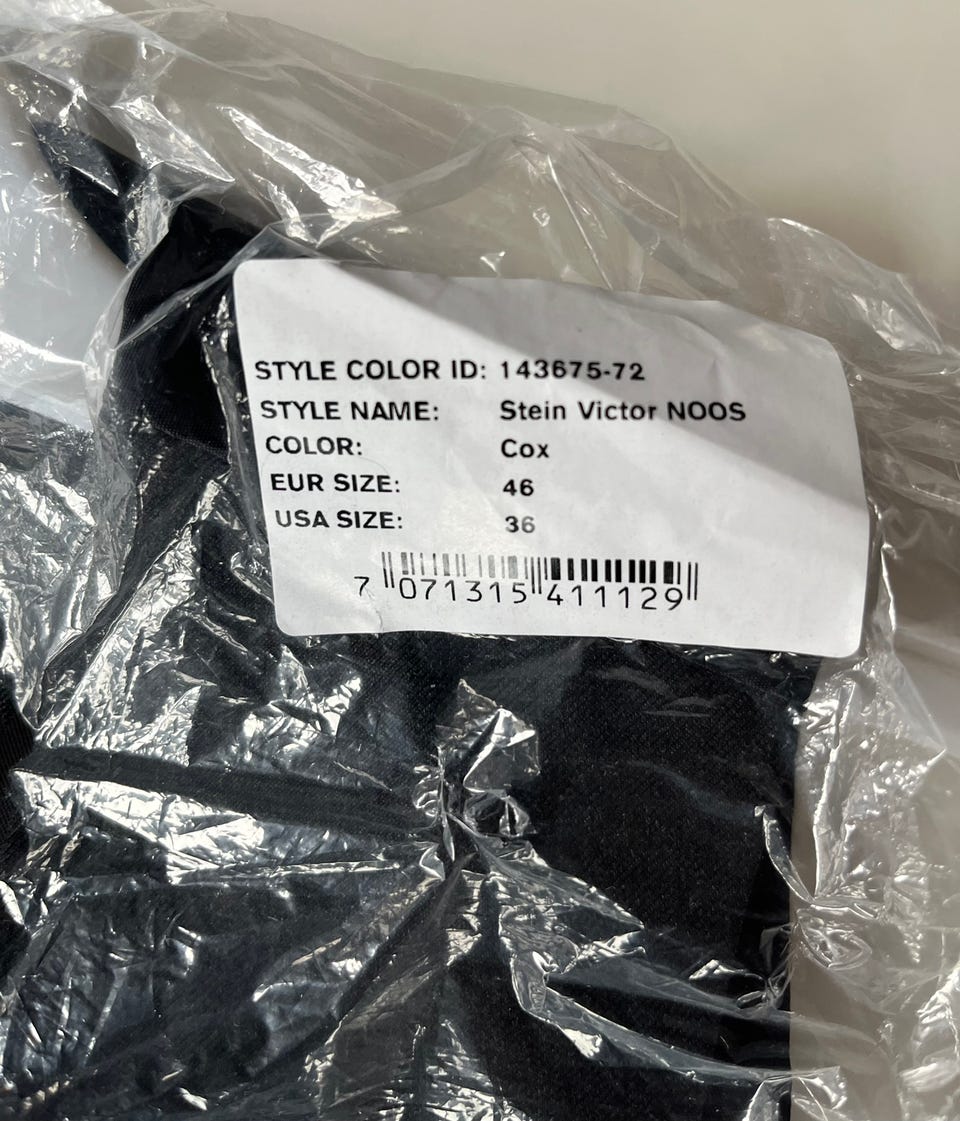 STYLE COLOR ID: 143675-72
STYLE NAME: Stein Victor NOOS
COLOR: Cox
EUR SIZE: 46
USA SIZE: 36
7 071315 411129